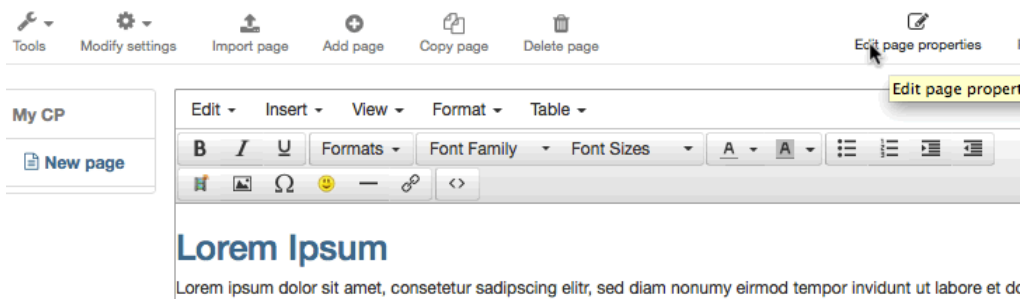 Tools Modify settings Import page Add page Copy page Delete page Edit page properties
Edit page propert
My CP
Edit Insert View Format Table
New page
B I U Formats Font Family Font Sizes A A
Ω <>
Lorem Ipsum
Lorem ipsum dolor sit amet, consetetur sadipscing elitr, sed diam nonumy eirmod tempor invidunt ut labore et do